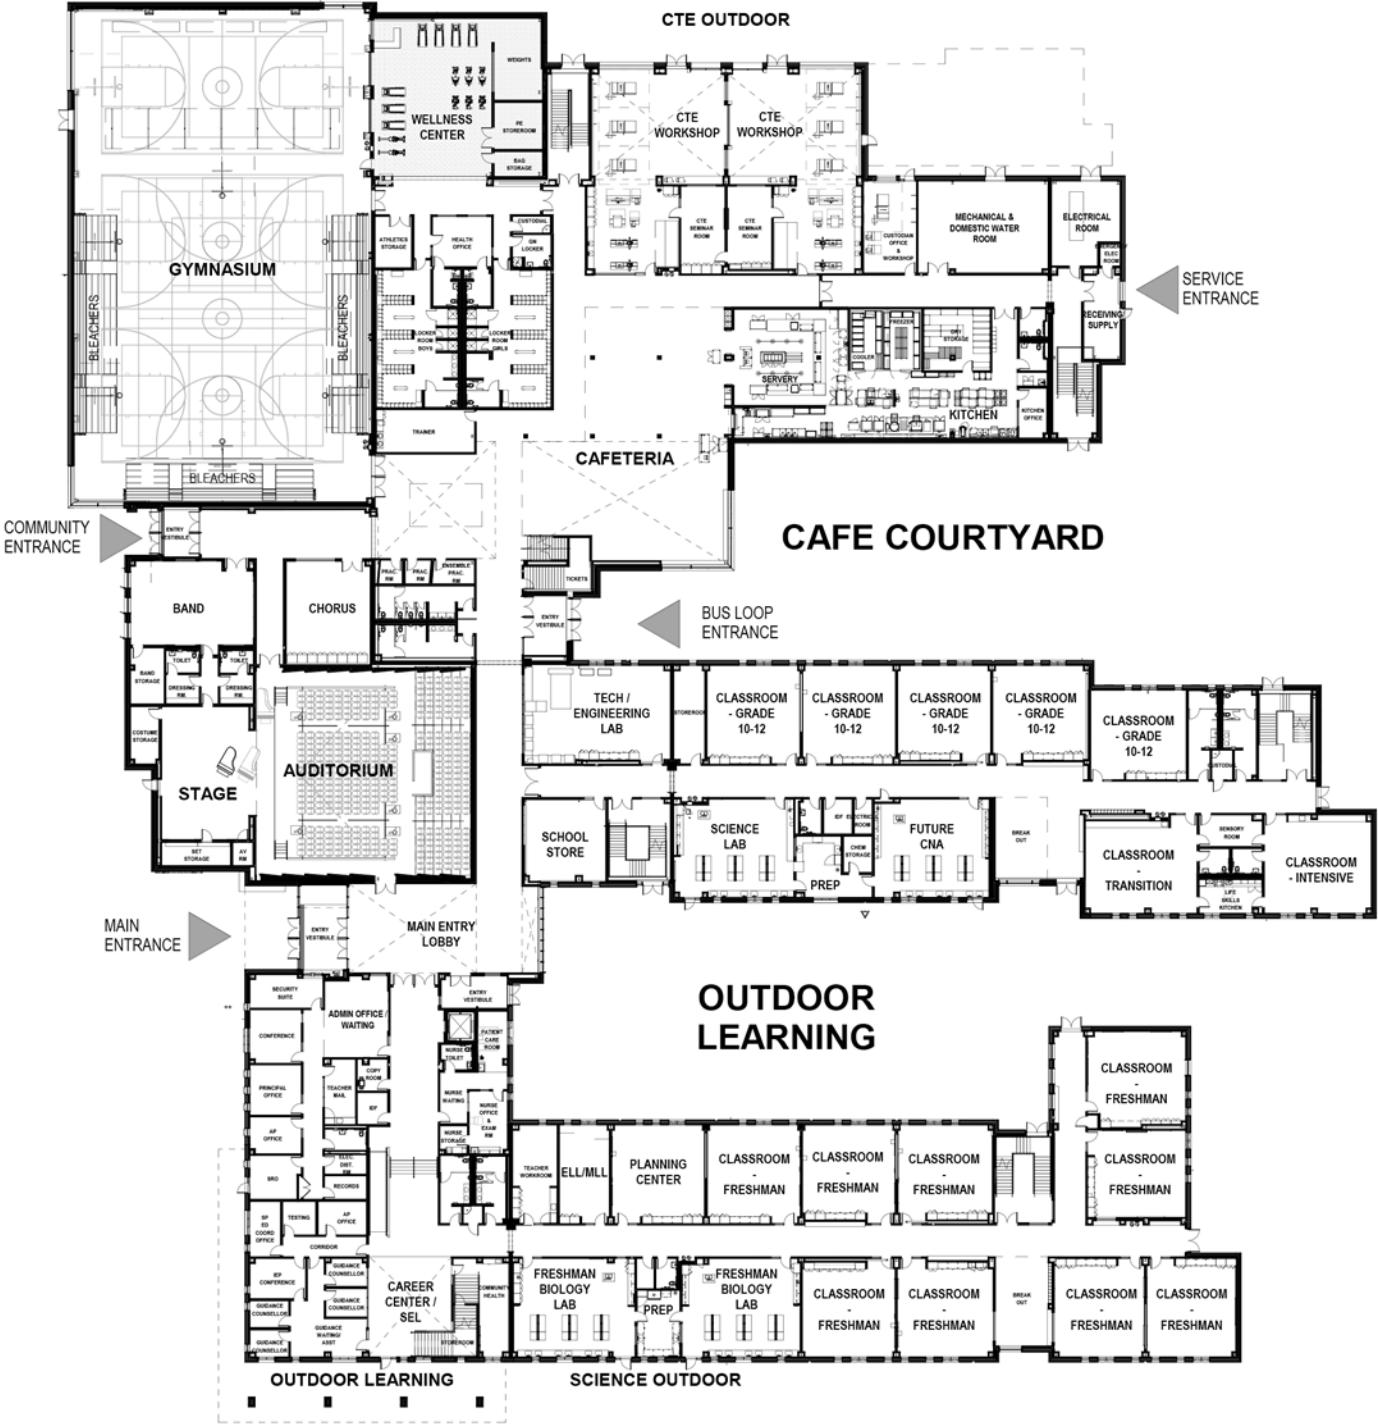 CTE OUTDOOR
WEIGHTS
WELLNESS
CENTER
PE
STOREROOM
BAG
STORAGE
CTE
WORKSHOP
CTE
WORKSHOP
GYMNASIUM
BLEACHERS
BLEACHERS
BLEACHERS
ATHLETICS
STORAGE
HEALTH
OFFICE
CUSTODIAL
GN
LOCKER
CTE
SEMINAR
ROOM
CTE
SEMINAR
ROOM
CUSTODIAN
OFFICE
&
WORKSHOP
MECHANICAL &
DOMESTIC WATER
ROOM
ELECTRICAL
ROOM
ELEC
ROOM
SERVICE
ENTRANCE
RECEIVING
SUPPLY
LOCKER
ROOM
BOYS
LOCKER
ROOM
GIRLS
FREEZER
DRY
STORAGE
COOLER
SERVERY
KITCHEN
KITCHEN
OFFICE
TRAINER
CAFETERIA
COMMUNITY
ENTRANCE
ENTRY
VESTIBULE
CAFE COURTYARD
PRAC.
RM
PRAC.
RM
ENSEMBLE
PRAC.
RM
TICKETS
BAND
CHORUS
ENTRY
VESTIBULE
BUS LOOP
ENTRANCE
BAND
STORAGE
TOILET
TOILET
DRESSING
RM.
DRESSING
RM.
COSTUME
STORAGE
AUDITORIUM
STAGE
SET
STORAGE
AV
RM
TECH /
ENGINEERING
LAB
STOREROOM
CLASSROOM
- GRADE
10-12
CLASSROOM
- GRADE
10-12
CLASSROOM
- GRADE
10-12
CLASSROOM
- GRADE
10-12
CLASSROOM
- GRADE
10-12
CUSTODIAL
SCHOOL
STORE
SCIENCE
LAB
IDF
ELECTRICAL
ROOM
CHEM
STORAGE
PREP
FUTURE
CNA
BREAK
OUT
CLASSROOM
-
TRANSITION
SENSORY
ROOM
LIFE
SKILLS
KITCHEN
CLASSROOM
- INTENSIVE
MAIN
ENTRANCE
ENTRY
VESTIBULE
MAIN ENTRY
LOBBY
OUTDOOR
LEARNING
SECURITY
SUITE
ADMIN OFFICE /
WAITING
ENTRY
VESTIBULE
CONFERENCE
PATIENT
CARE
ROOM
NURSE
TOILET
COPY
ROOM
PRINCIPAL
OFFICE
TEACHER
MAIL
IDF
NURSE
WAITING
NURSE
OFFICE
&
EXAM
RM
AP
OFFICE
NURSE
STORAGE
ELEC.
DIST.
RM
SRO
RECORDS
SP
ED
COORD
OFFICE
TESTING
AP
OFFICE
CORRIDOR
TEACHER
WORKROOM
ELL/MLL
PLANNING
CENTER
CLASSROOM
-
FRESHMAN
CLASSROOM
-
FRESHMAN
CLASSROOM
-
FRESHMAN
CLASSROOM
-
FRESHMAN
CLASSROOM
-
FRESHMAN
IEP
CONFERENCE
GUIDANCE
COUNSELLOR
GUIDANCE
COUNSELLOR
GUIDANCE
COUNSELLOR
GUIDANCE
WAITING/
ASST
GUIDANCE
COUNSELLOR
CAREER
CENTER /
SEL
COMMUNITY
HEALTH
STOREROOM
FRESHMAN
BIOLOGY
LAB
PREP
FRESHMAN
BIOLOGY
LAB
CLASSROOM
-
FRESHMAN
CLASSROOM
-
FRESHMAN
BREAK
OUT
CLASSROOM
-
FRESHMAN
CLASSROOM
-
FRESHMAN
OUTDOOR LEARNING
SCIENCE OUTDOOR